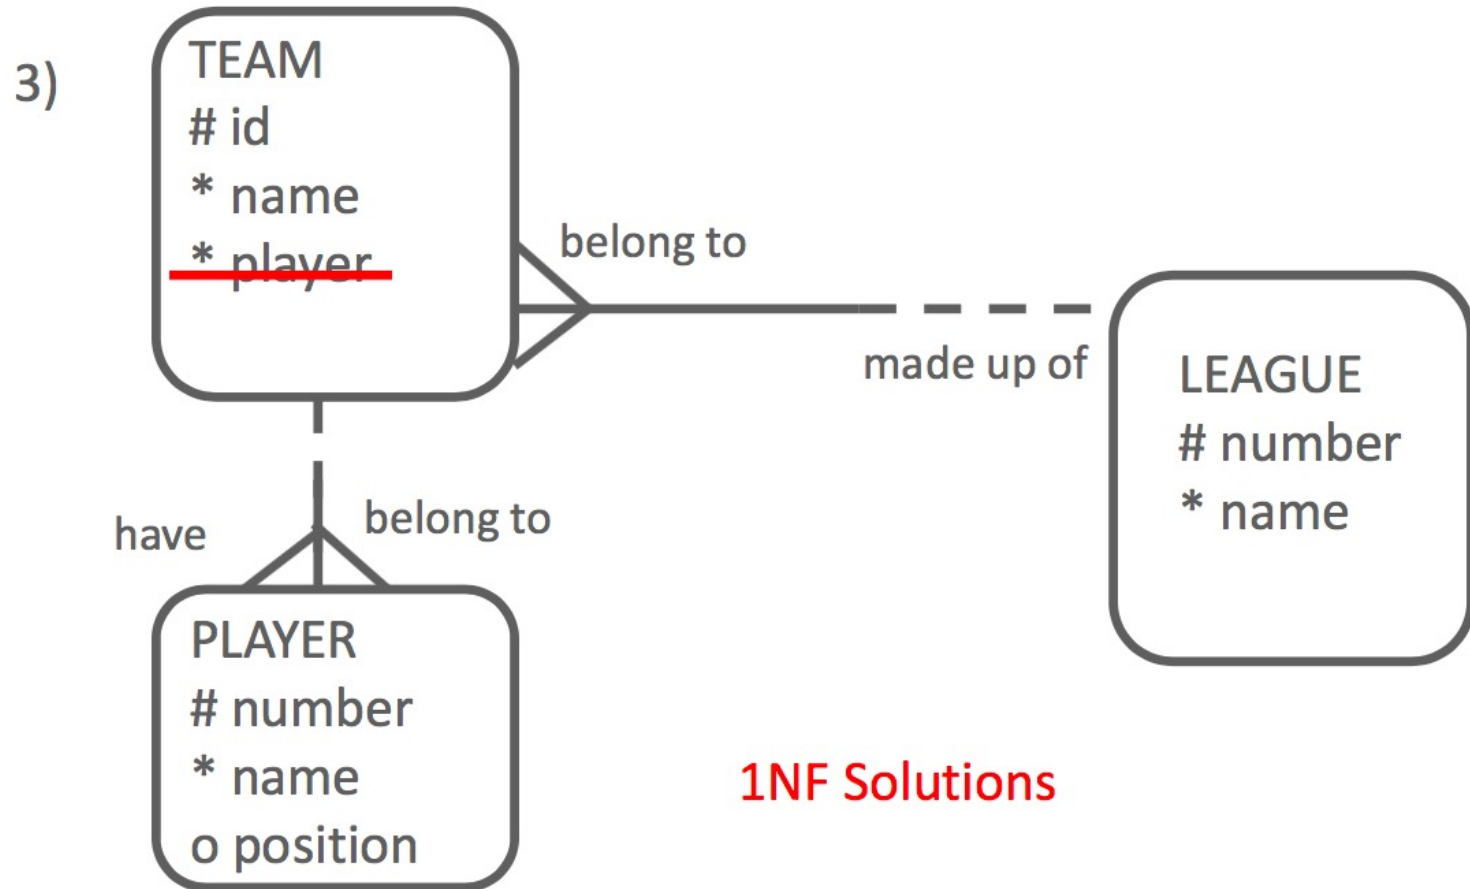 3)
TEAM
# id
* name
* player
belong to
made up of
LEAGUE
# number
* name
have
belong to
PLAYER
# number
* name
o position
1NF Solutions